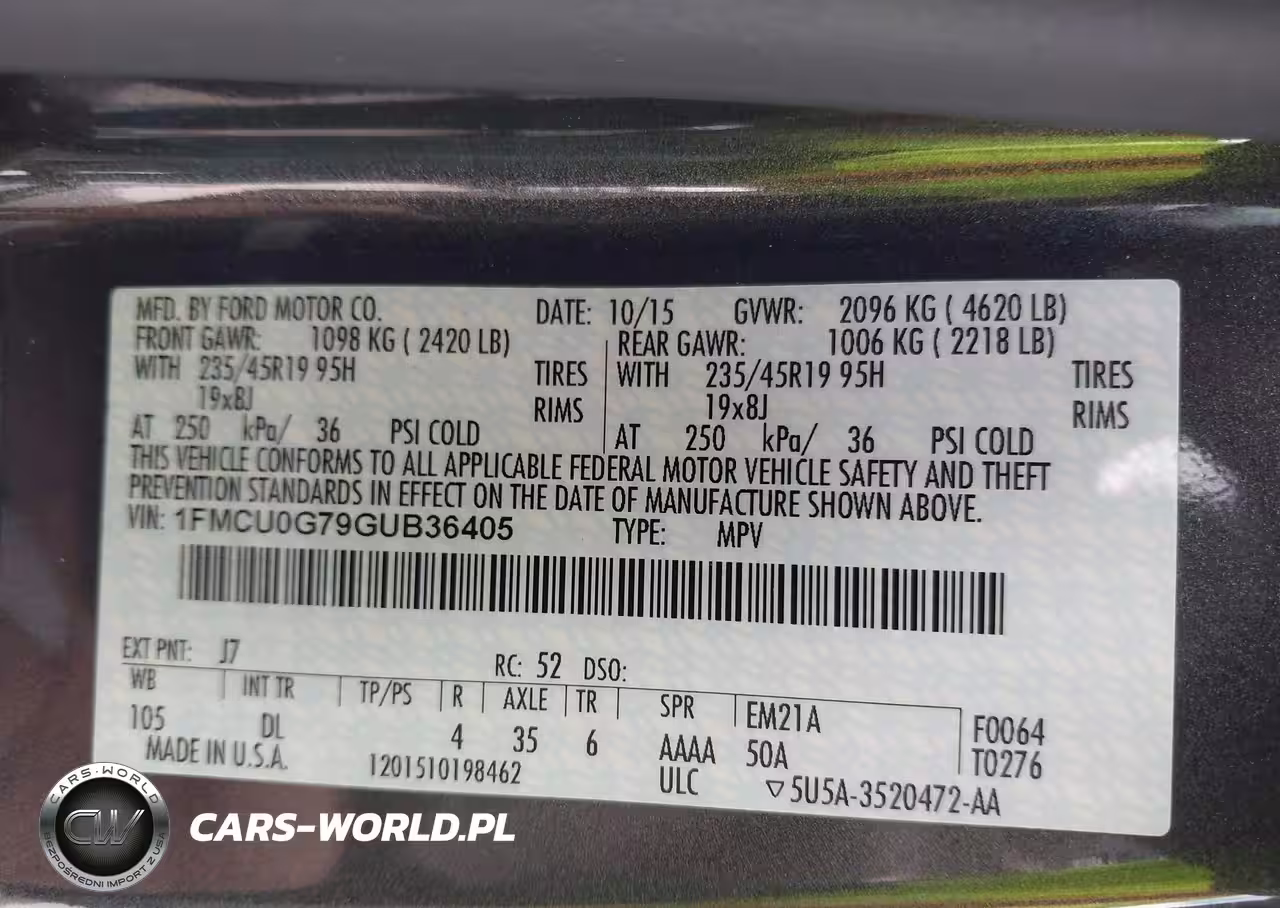 MFD. BY FORD MOTOR CO. DATE: 10/15 GVWR: 2096 KG ( 4620 LB)
FRONT GAWR: 1098 KG ( 2420 LB) REAR GAWR: 1006 KG ( 2218 LB)
WITH 235/45R19 95H TIRES WITH 235/45R19 95H TIRES
19x8J RIMS 19x8J RIMS
AT 250 kPa/ 36 PSI COLD AT 250 kPa/ 36 PSI COLD
THIS VEHICLE CONFORMS TO ALL APPLICABLE FEDERAL MOTOR VEHICLE SAFETY AND THEFT
PREVENTION STANDARDS IN EFFECT ON THE DATE OF MANUFACTURE SHOWN ABOVE.
VIN: 1FMCU0G79GUB36405 TYPE: MPV
EXT PNT: J7 RC: 52 DSO:
WB INT TR TP/PS R AXLE TR SPR EM21A F0064
105 DL 4 35 6 AAAA 50A T0276
MADE IN U.S.A. 1201510198462 ULC ▽5U5A-3520472-AA
CARS-WORLD
CW
BEZPOŚREDNI IMPORT Z USA
CARS-WORLD.PL